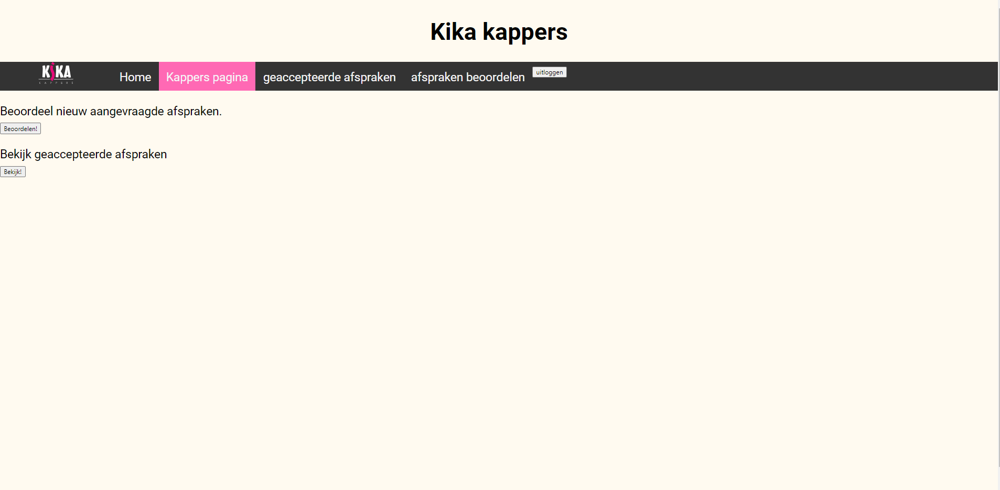 Kika kappers
KiKA
KAPPERS
Home
Kappers pagina
geaccepteerde afspraken
afspraken beoordelen
uitloggen
Beoordeel nieuw aangevraagde afspraken.
Beoordelen!
Bekijk geaccepteerde afspraken
Bekijk!